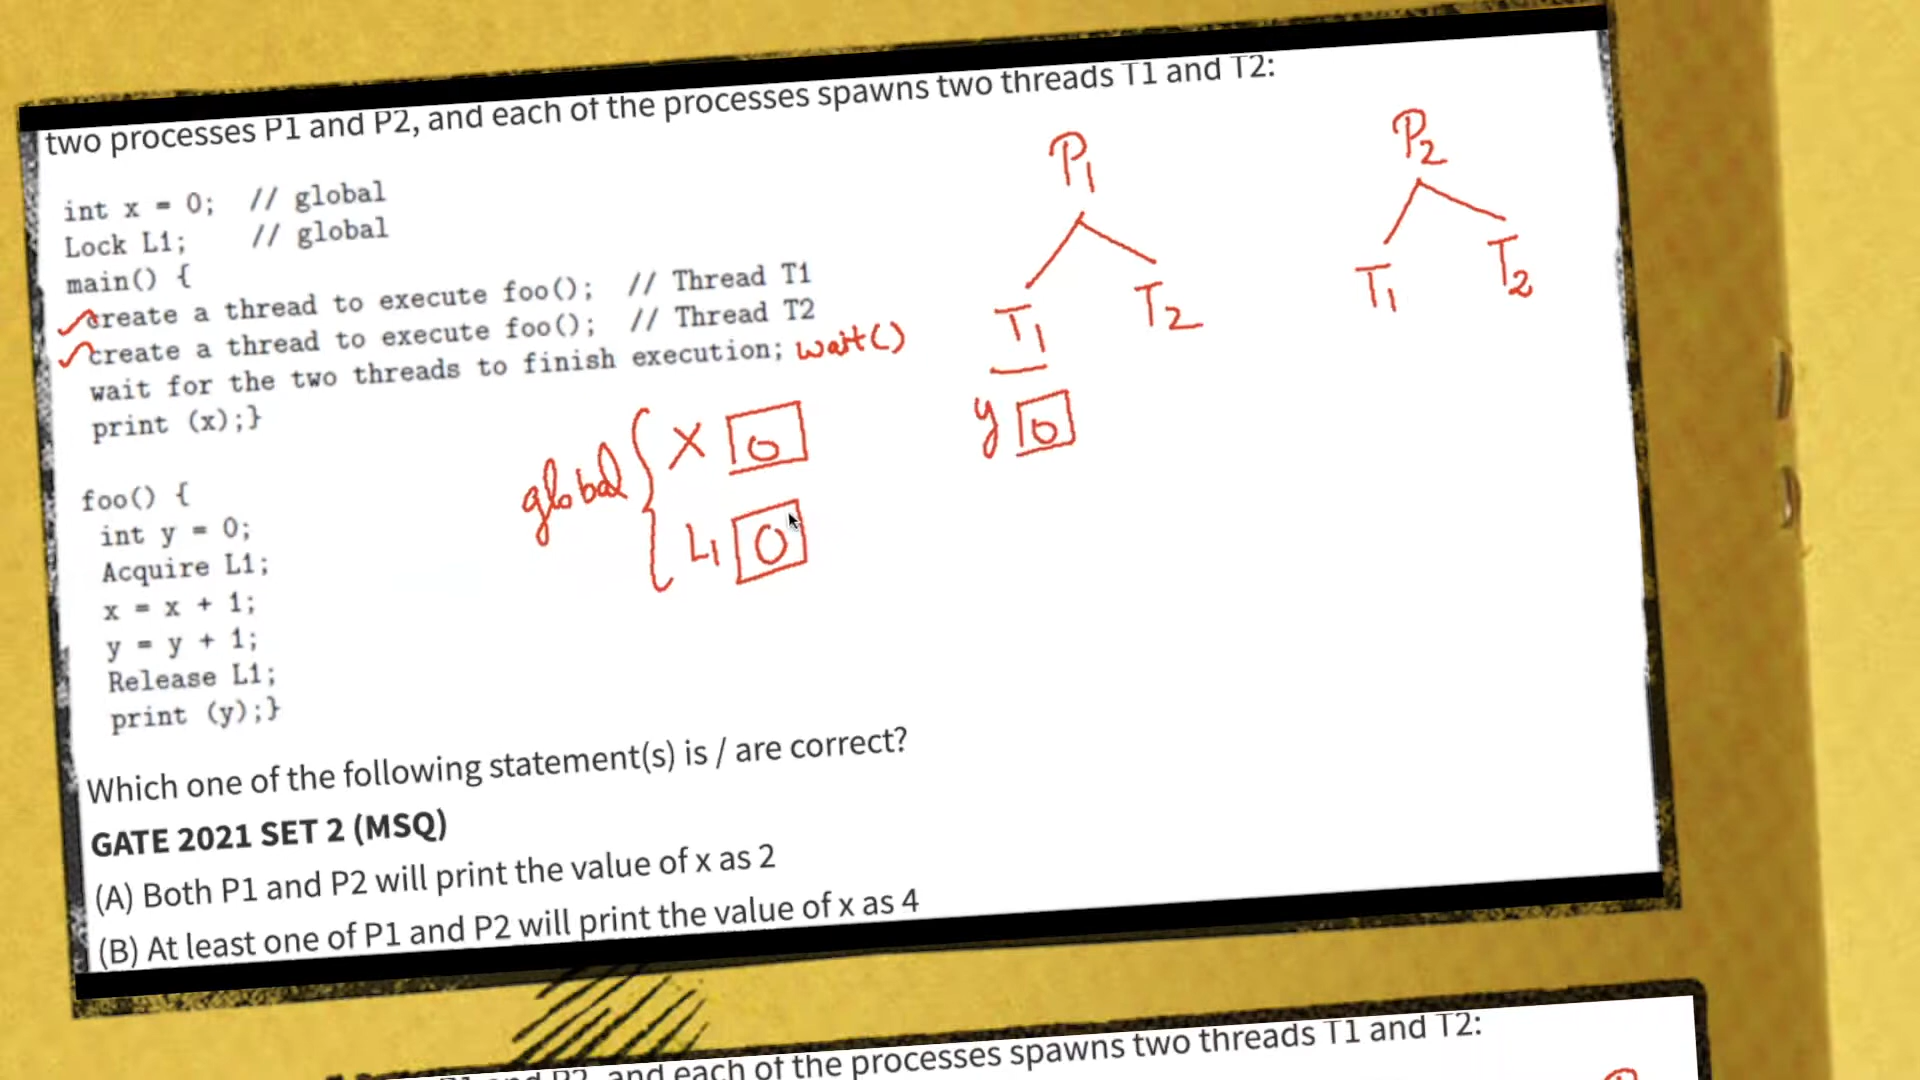 two processes P1 and P2, and each of the processes spawns two threads T1 and T2:
int x = 0; // global
Lock L1; // global
main() {
create a thread to execute foo(); // Thread T1
create a thread to execute foo(); // Thread T2
wait for the two threads to finish execution; wait()
print (x);}
foo() {
int y = 0;
Acquire L1;
x = x + 1;
y = y + 1;
Release L1;
print (y);}
P1
T1 T2
y 0
P2
T1 T2
global
X 0
L1 0
Which one of the following statement(s) is / are correct?
GATE 2021 SET 2 (MSQ)
(A) Both P1 and P2 will print the value of x as 2
(B) At least one of P1 and P2 will print the value of x as 4
and P2, and each of the processes spawns two threads T1 and T2: